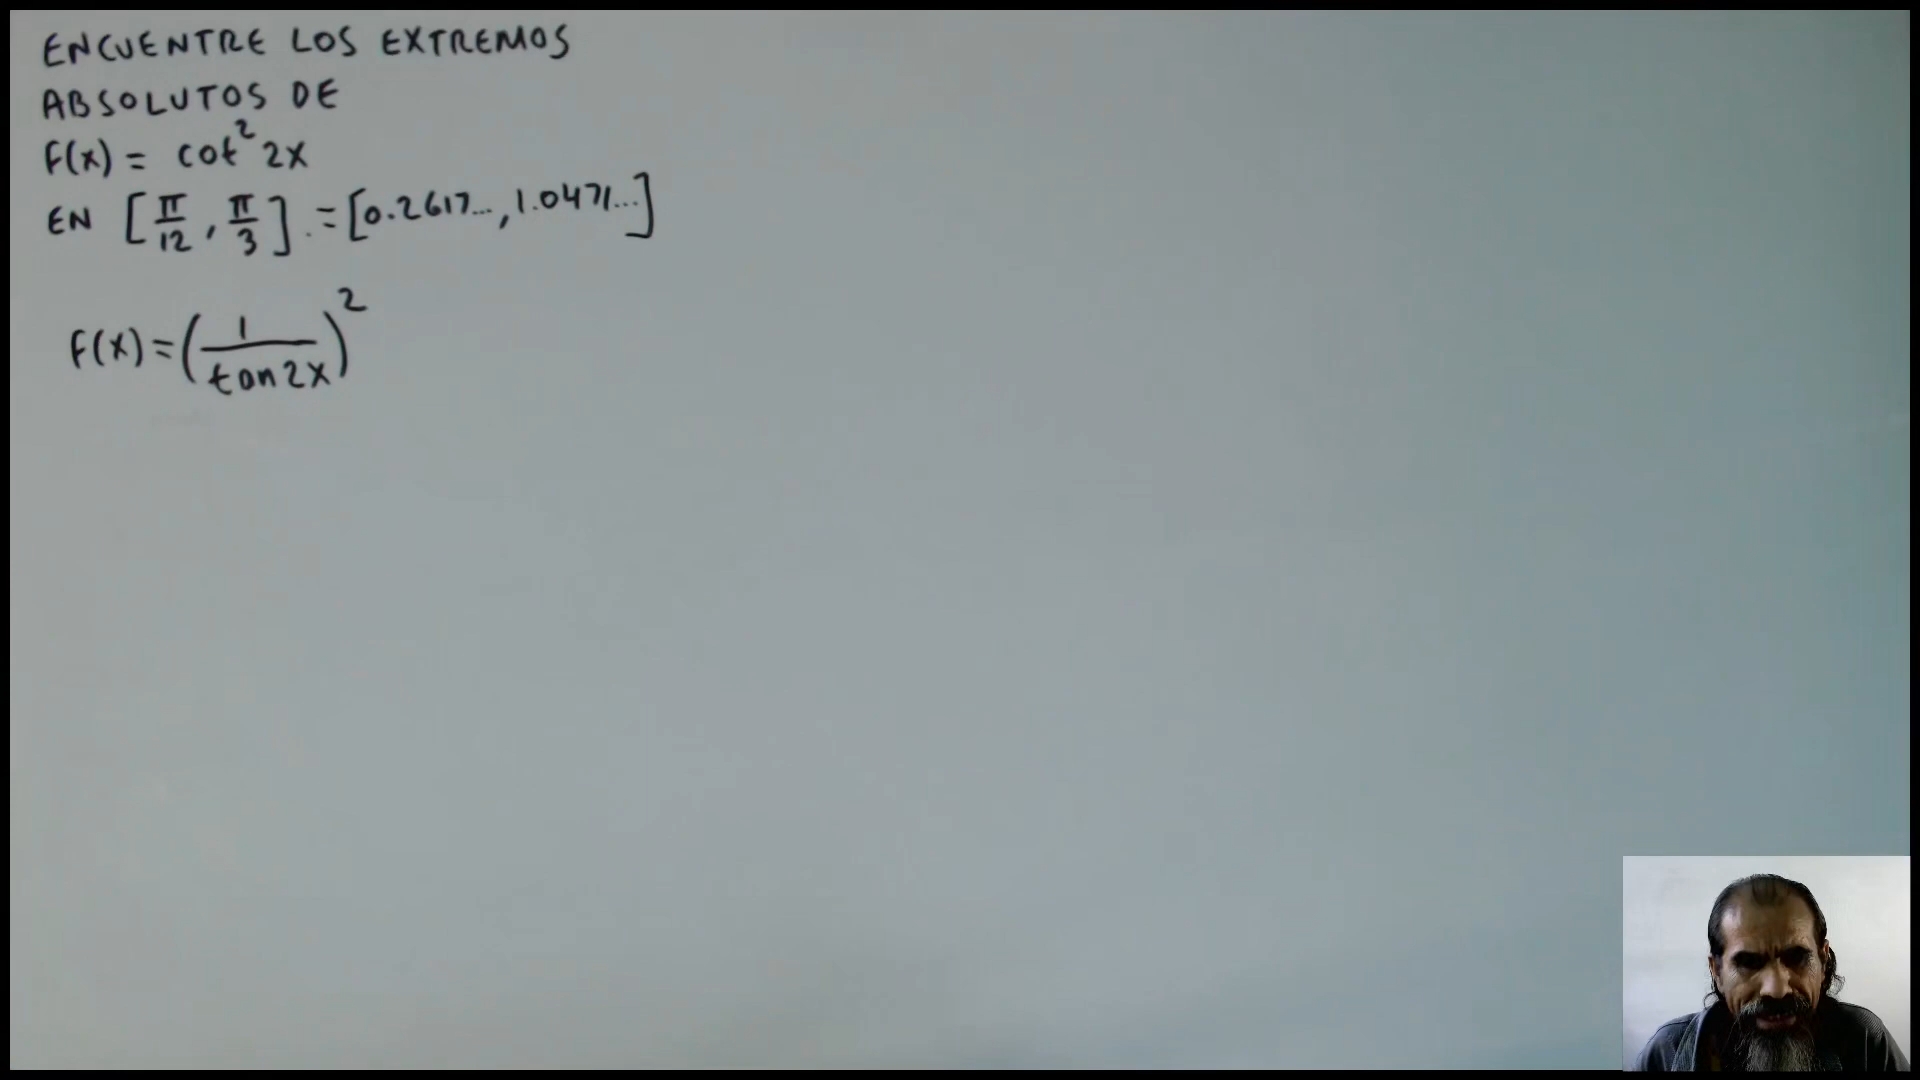 ENCUENTRE LOS EXTREMOS
ABSOLUTOS DE
F(x) = cot² 2x
EN [π/12, π/3]. = [0.2617..., 1.0471...]
F(x) = (1/tan 2x)²